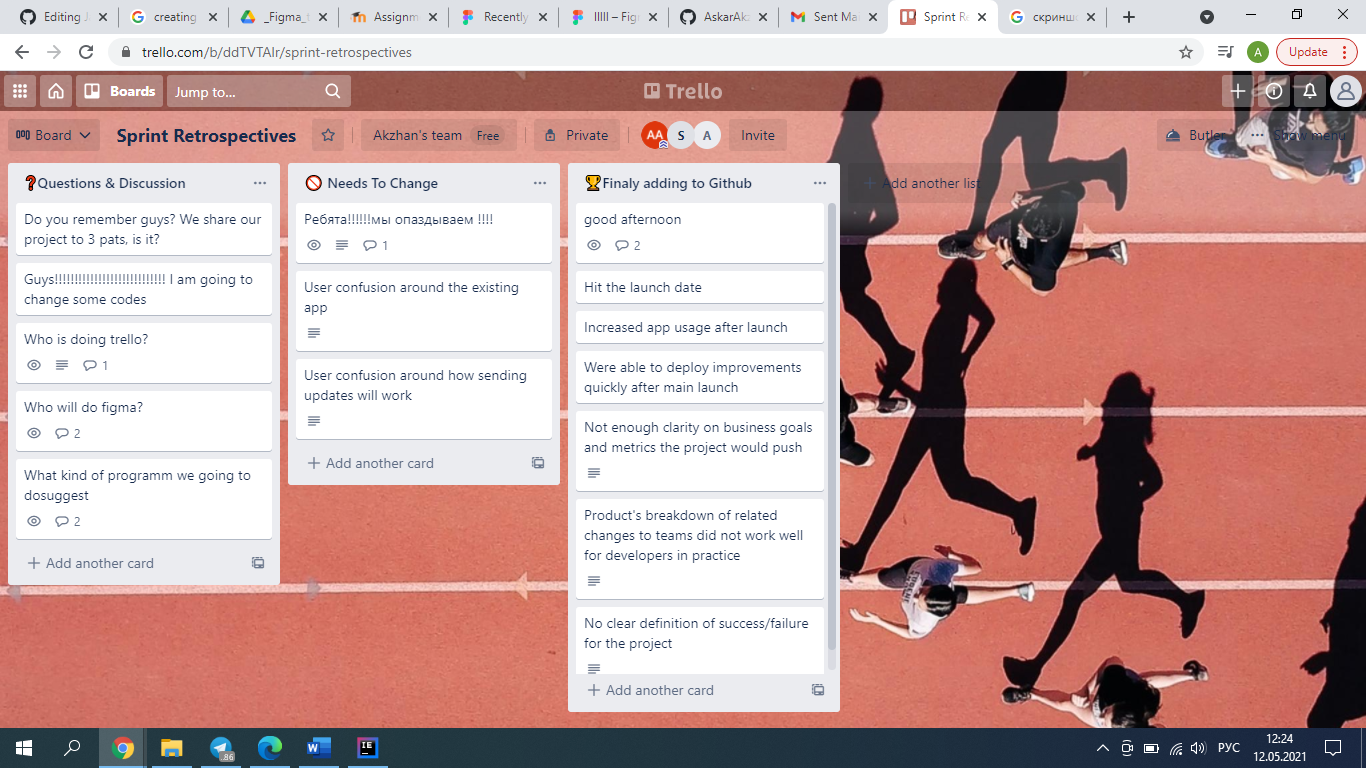 Editing J
creating
_Figma_t
Assignm
Recently
IIIII – Figr
AskarAk
Sent Mai
Sprint Re
скриншо
trello.com/b/ddTVTAIr/sprint-retrospectives
A
Update
Boards
Jump to...
Trello
Board
Sprint Retrospectives
Akzhan's team Free
Private
AA S A
Invite
Butler
... Show menu
❓Questions & Discussion
Do you remember guys? We share our
project to 3 pats, is it?
Guys!!!!!!!!!!!!!!!!!!!!!!!!!!!! I am going to
change some codes
Who is doing trello?
1
Who will do figma?
2
What kind of programm we going to
dosuggest
2
+ Add another card
🚫 Needs To Change
Ребята!!!!!!мы опаздываем !!!!
1
User confusion around the existing
app
User confusion around how sending
updates will work
+ Add another card
🏆Finaly adding to Github
good afternoon
2
Hit the launch date
Increased app usage after launch
Were able to deploy improvements
quickly after main launch
Not enough clarity on business goals
and metrics the project would push
Product's breakdown of related
changes to teams did not work well
for developers in practice
No clear definition of success/failure
for the project
+ Add another card
+ Add another list
86
РУС
12:24
12.05.2021